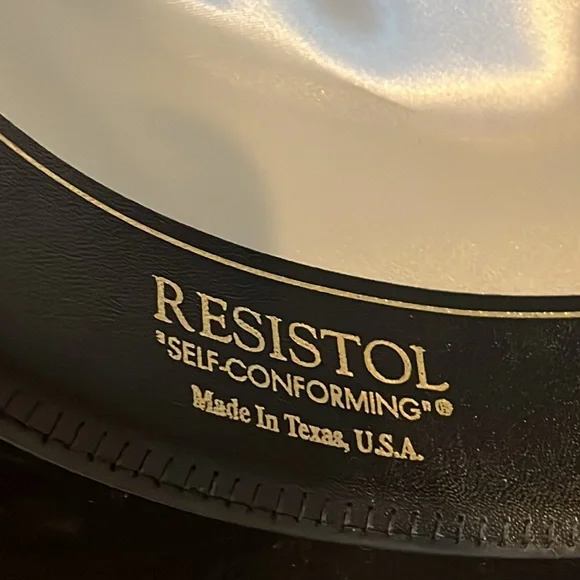 RESISTOL
"SELF-CONFORMING" ®
Made In Texas, U.S.A.